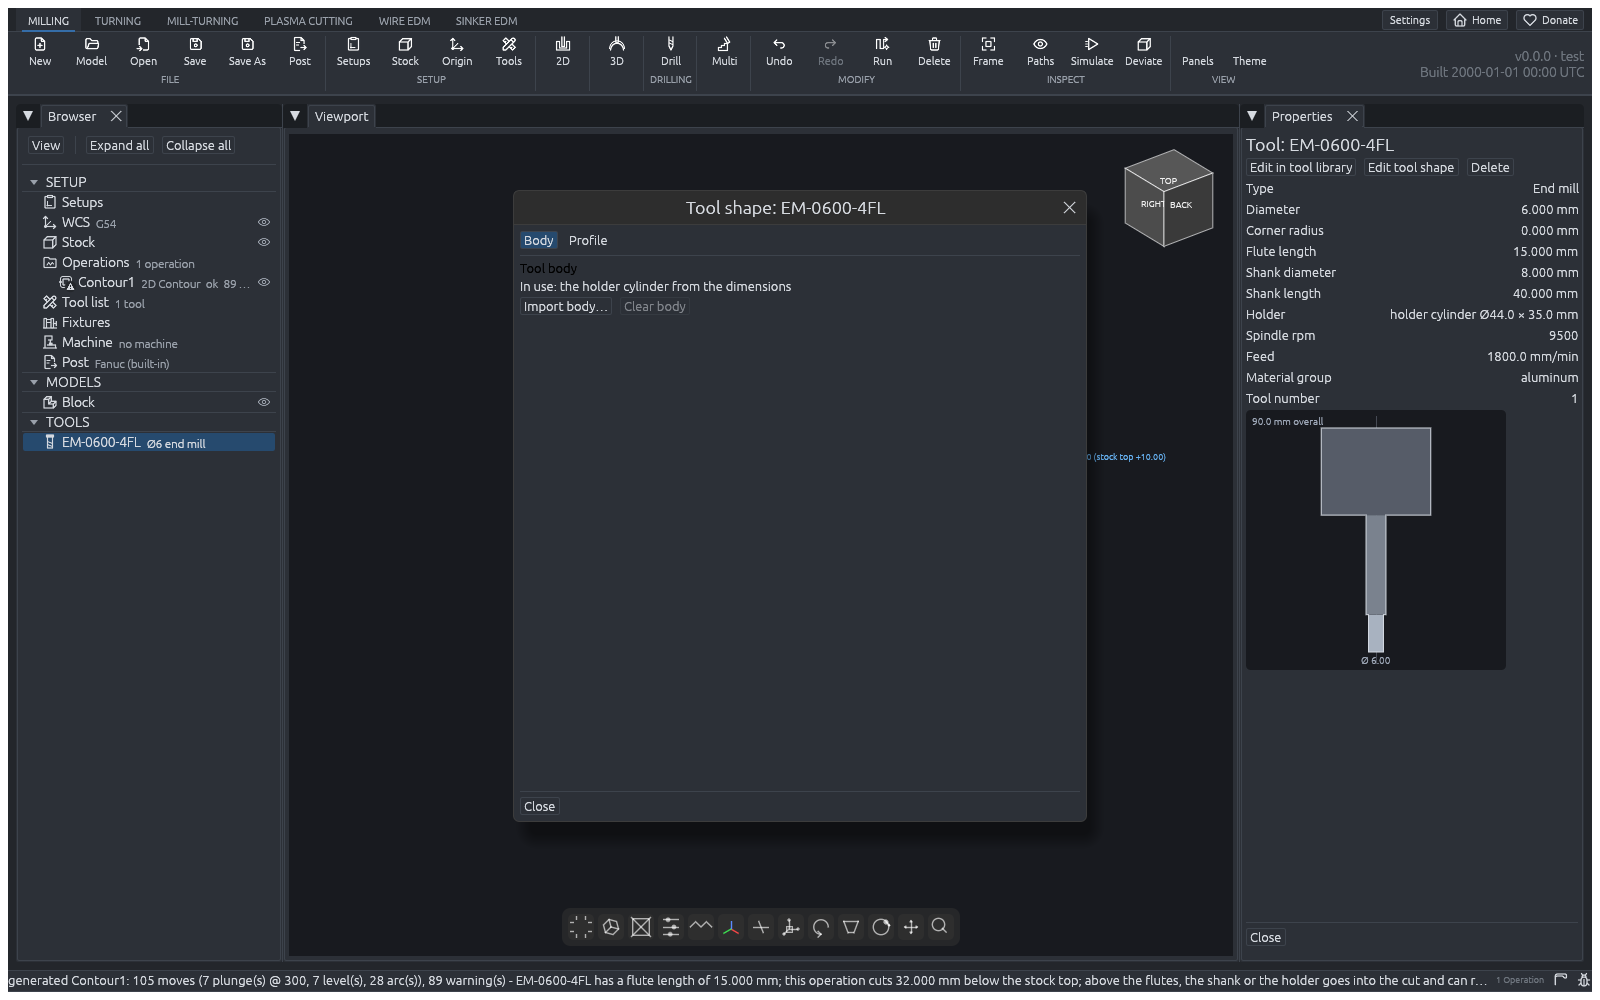 MILLING TURNING MILL-TURNING PLASMA CUTTING WIRE EDM SINKER EDM Settings Home Donate
New Model Open Save Save As Post Setups Stock Origin Tools 2D 3D Drill Multi Undo Redo Run Delete Frame Paths Simulate Deviate Panels Theme
FILE SETUP DRILLING MODIFY INSPECT VIEW
v0.0.0 · test
Built 2000-01-01 00:00 UTC
Browser
View Expand all Collapse all
SETUP
Setups
WCS G54
Stock
Operations 1 operation
Contour1 2D Contour ok 89 ...
Tool list 1 tool
Fixtures
Machine no machine
Post Fanuc (built-in)
MODELS
Block
TOOLS
EM-0600-4FL Ø6 end mill
Viewport
TOP
RIGHT BACK
0 (stock top +10.00)
Tool shape: EM-0600-4FL
Body Profile
Tool body
In use: the holder cylinder from the dimensions
Import body... Clear body
Close
Properties
Tool: EM-0600-4FL
Edit in tool library Edit tool shape Delete
Type End mill
Diameter 6.000 mm
Corner radius 0.000 mm
Flute length 15.000 mm
Shank diameter 8.000 mm
Shank length 40.000 mm
Holder holder cylinder Ø44.0 × 35.0 mm
Spindle rpm 9500
Feed 1800.0 mm/min
Material group aluminum
Tool number 1
90.0 mm overall
Ø 6.00
Close
generated Contour1: 105 moves (7 plunge(s) @ 300, 7 level(s), 28 arc(s)), 89 warning(s) - EM-0600-4FL has a flute length of 15.000 mm; this operation cuts 32.000 mm below the stock top; above the flutes, the shank or the holder goes into the cut and can r... 1 Operation